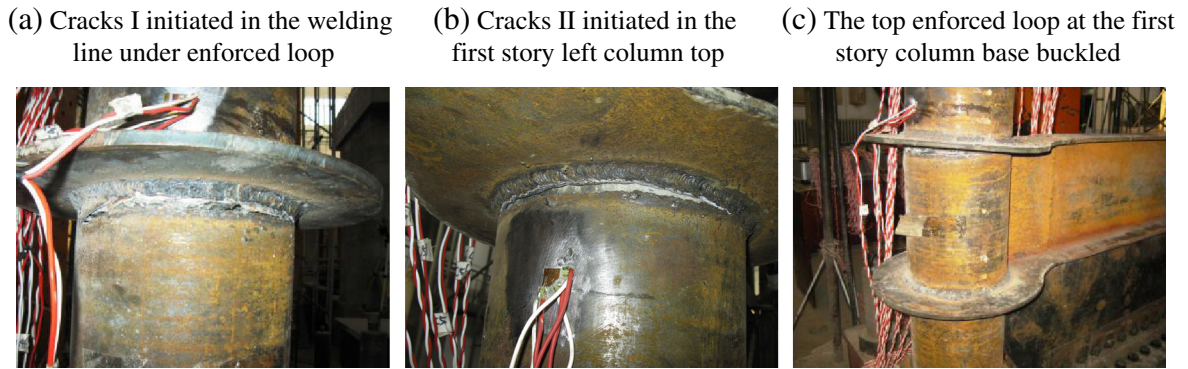 (a) Cracks I initiated in the welding
line under enforced loop
(b) Cracks II initiated in the
first story left column top
(c) The top enforced loop at the first
story column base buckled